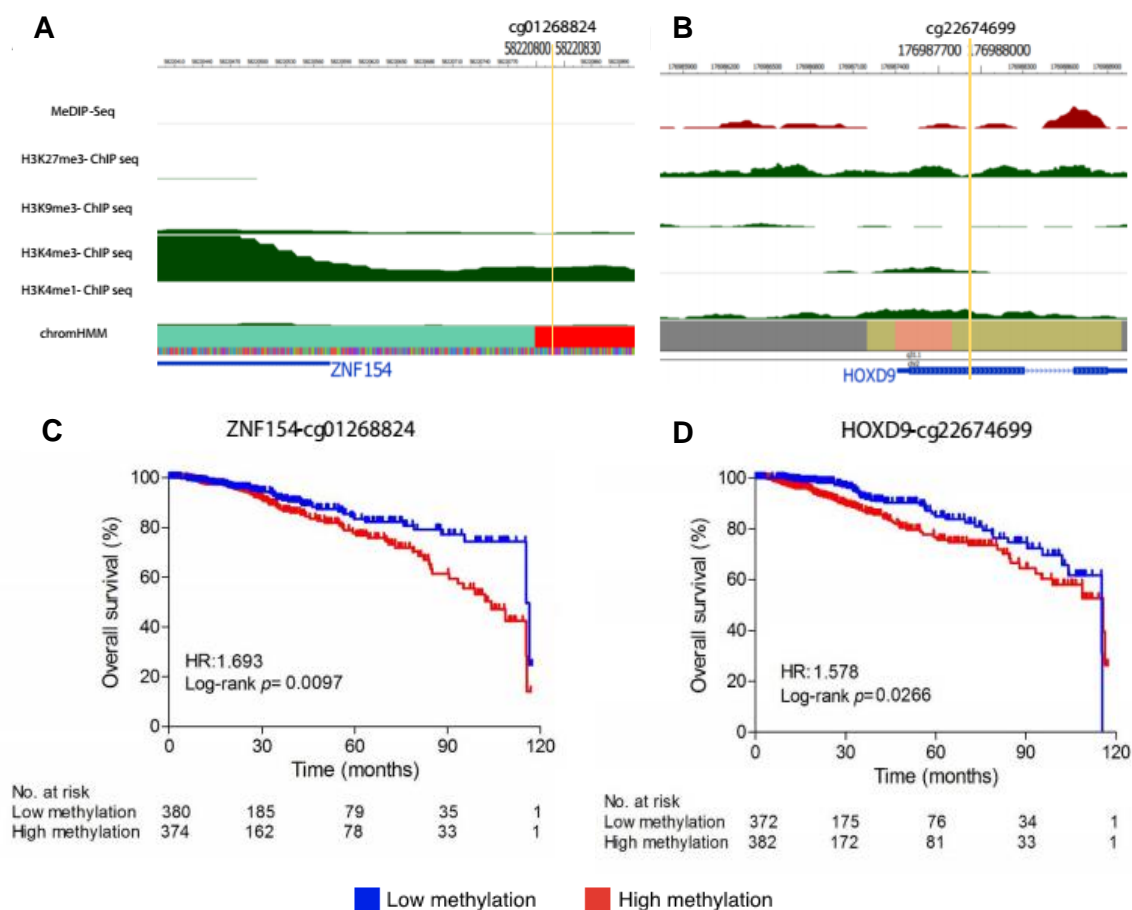 A
cg01268824
58220800 58220830
MeDIP-Seq
H3K27me3- ChIP seq
H3K9me3- ChIP seq
H3K4me3- ChIP seq
H3K4me1- ChIP seq
chromHMM
ZNF154
B
cg22674699
176987700 176988000
HOXD9
C
ZNF154-cg01268824
Overall survival (%)
100
80
60
40
20
0
HR:1.693
Log-rank p= 0.0097
0 30 60 90 120
Time (months)
No. at risk
Low methylation 380 185 79 35 1
High methylation 374 162 78 33 1
D
HOXD9-cg22674699
Overall survival (%)
100
80
60
40
20
0
HR:1.578
Log-rank p= 0.0266
0 30 60 90 120
Time (months)
No. at risk
Low methylation 372 175 76 34 1
High methylation 382 172 81 33 1
Low methylation High methylation